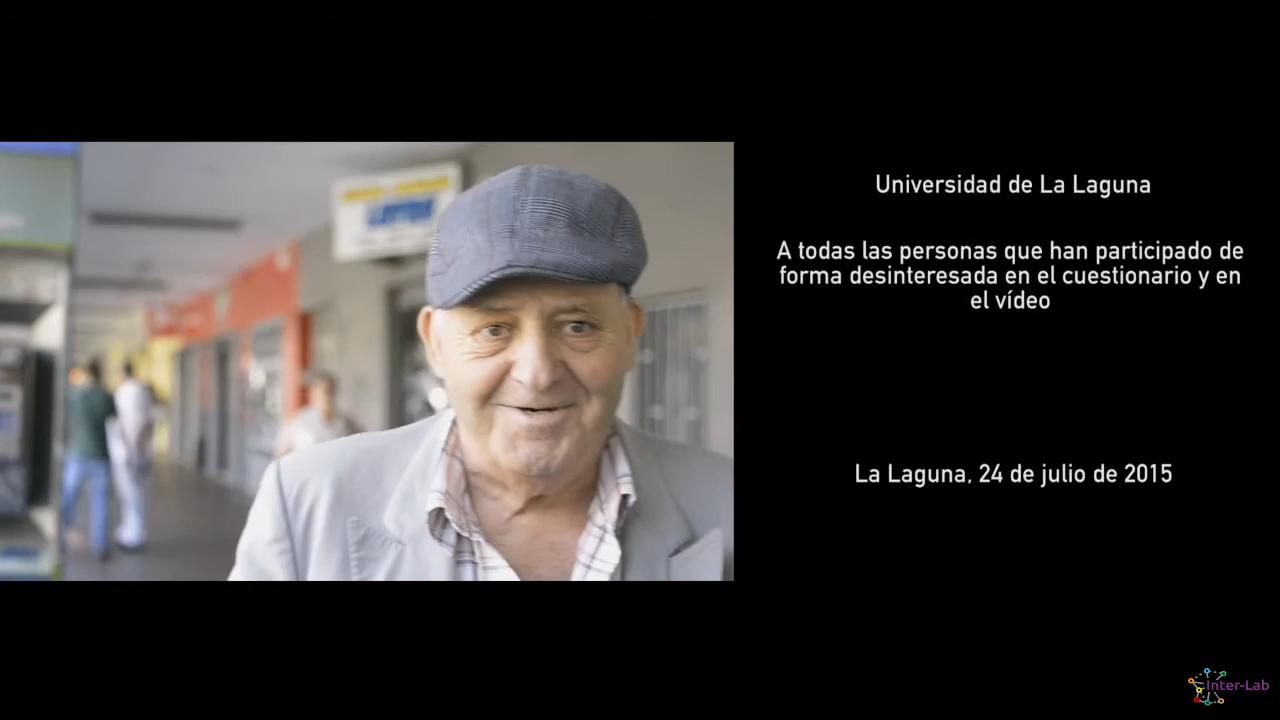 Universidad de La Laguna
A todas las personas que han participado de
forma desinteresada en el cuestionario y en
el vídeo
La Laguna, 24 de julio de 2015
Inter-Lab